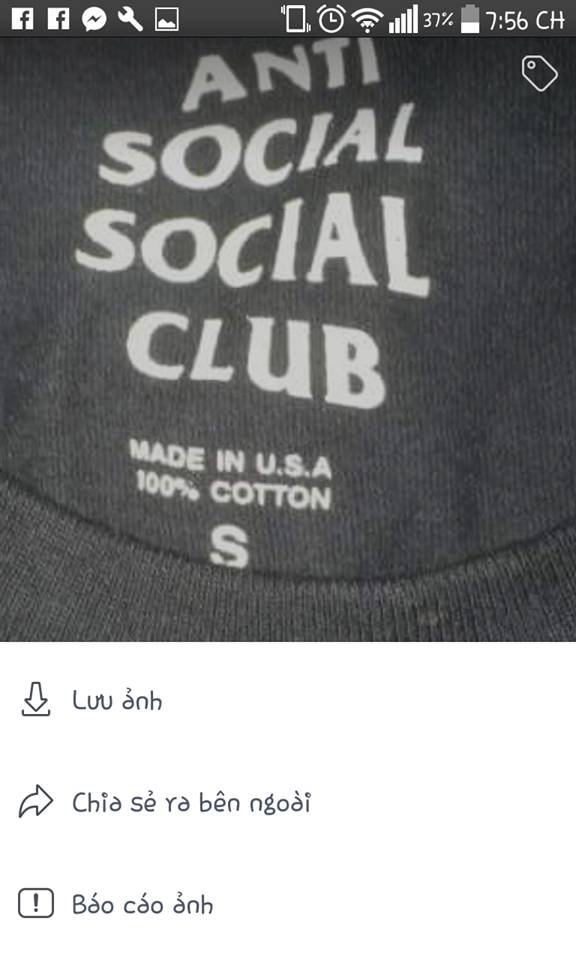 37% 7:56 CH
ANTI
SOCIAL
SOCIAL
CLUB
MADE IN U.S.A
100% COTTON
S
Lưu ảnh
Chia sẻ ra bên ngoài
Báo cáo ảnh